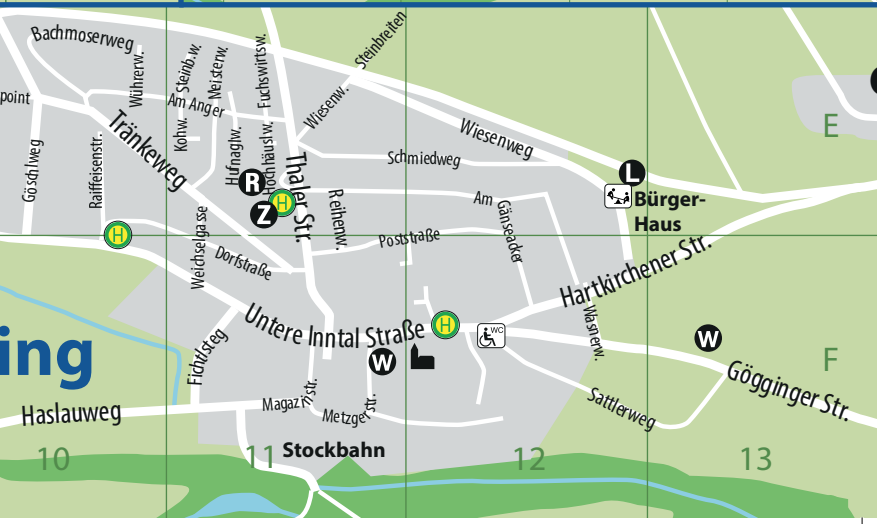 Steinbreiten
Bachmoserweg
Wührerw.
Steinb.w.
Neisterw.
Fuchswirtsw.
point
Am Anger
Wiesenw.
Wiesenweg
E
Tränkeweg
Kohw.
Hufnaglw.
Hochhäuslw.
Thaler Str.
Schmiedweg
Göschlweg
Raiffeisenstr.
R
L
H
Z
Reihenw.
Am
Gänseacker
Bürger-
Haus
H
Weichselgasse
Dorfstraße
Poststraße
Hartkirchener Str.
ing
Untere Inntal Straße
H
WC
Wasnerw.
W
W
F
Fichtlsteg
Gögginger Str.
Haslauweg
Magazinstr.
Metzgerstr.
Sattlerweg
10
11
Stockbahn
12
13